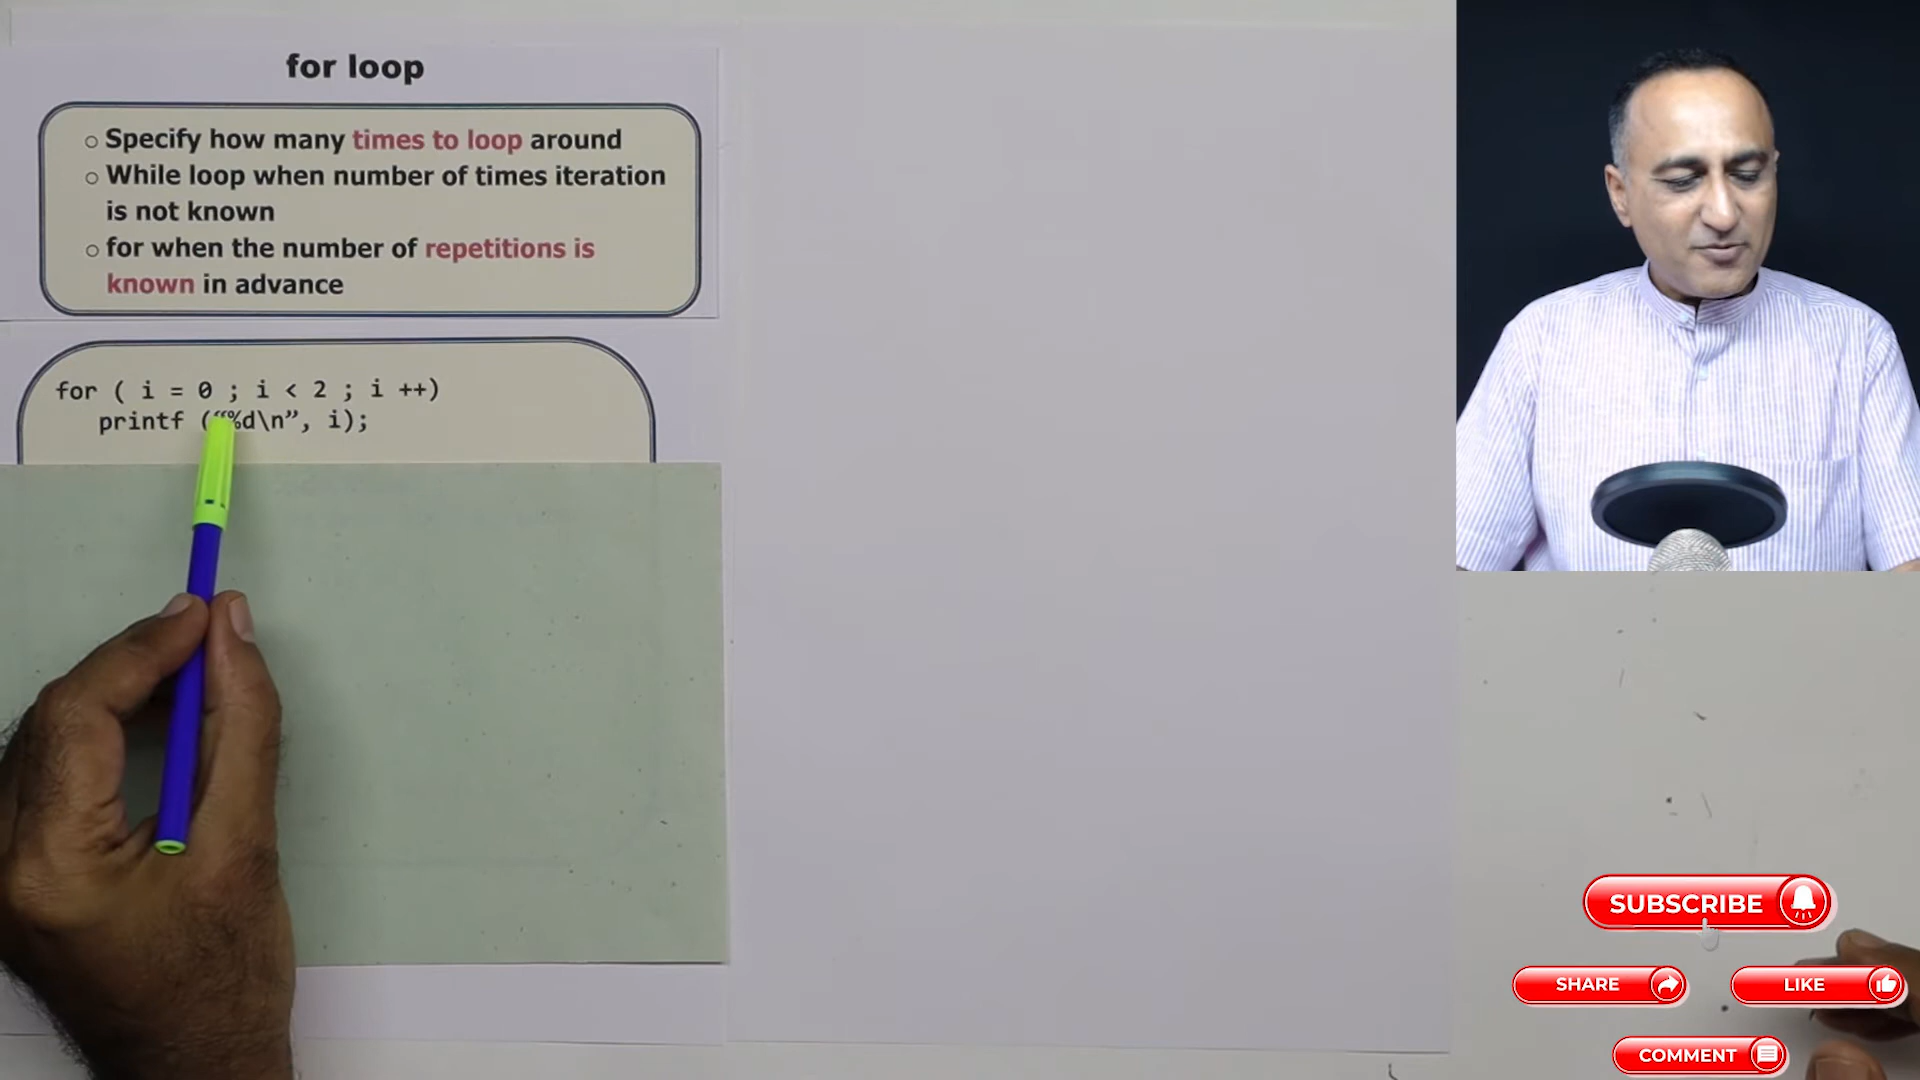 for loop
○ Specify how many times to loop around
○ While loop when number of times iteration
is not known
○ for when the number of repetitions is
known in advance
for ( i = 0 ; i < 2 ; i ++)
printf (“%d\n”, i);
SUBSCRIBE
SHARE
LIKE
COMMENT